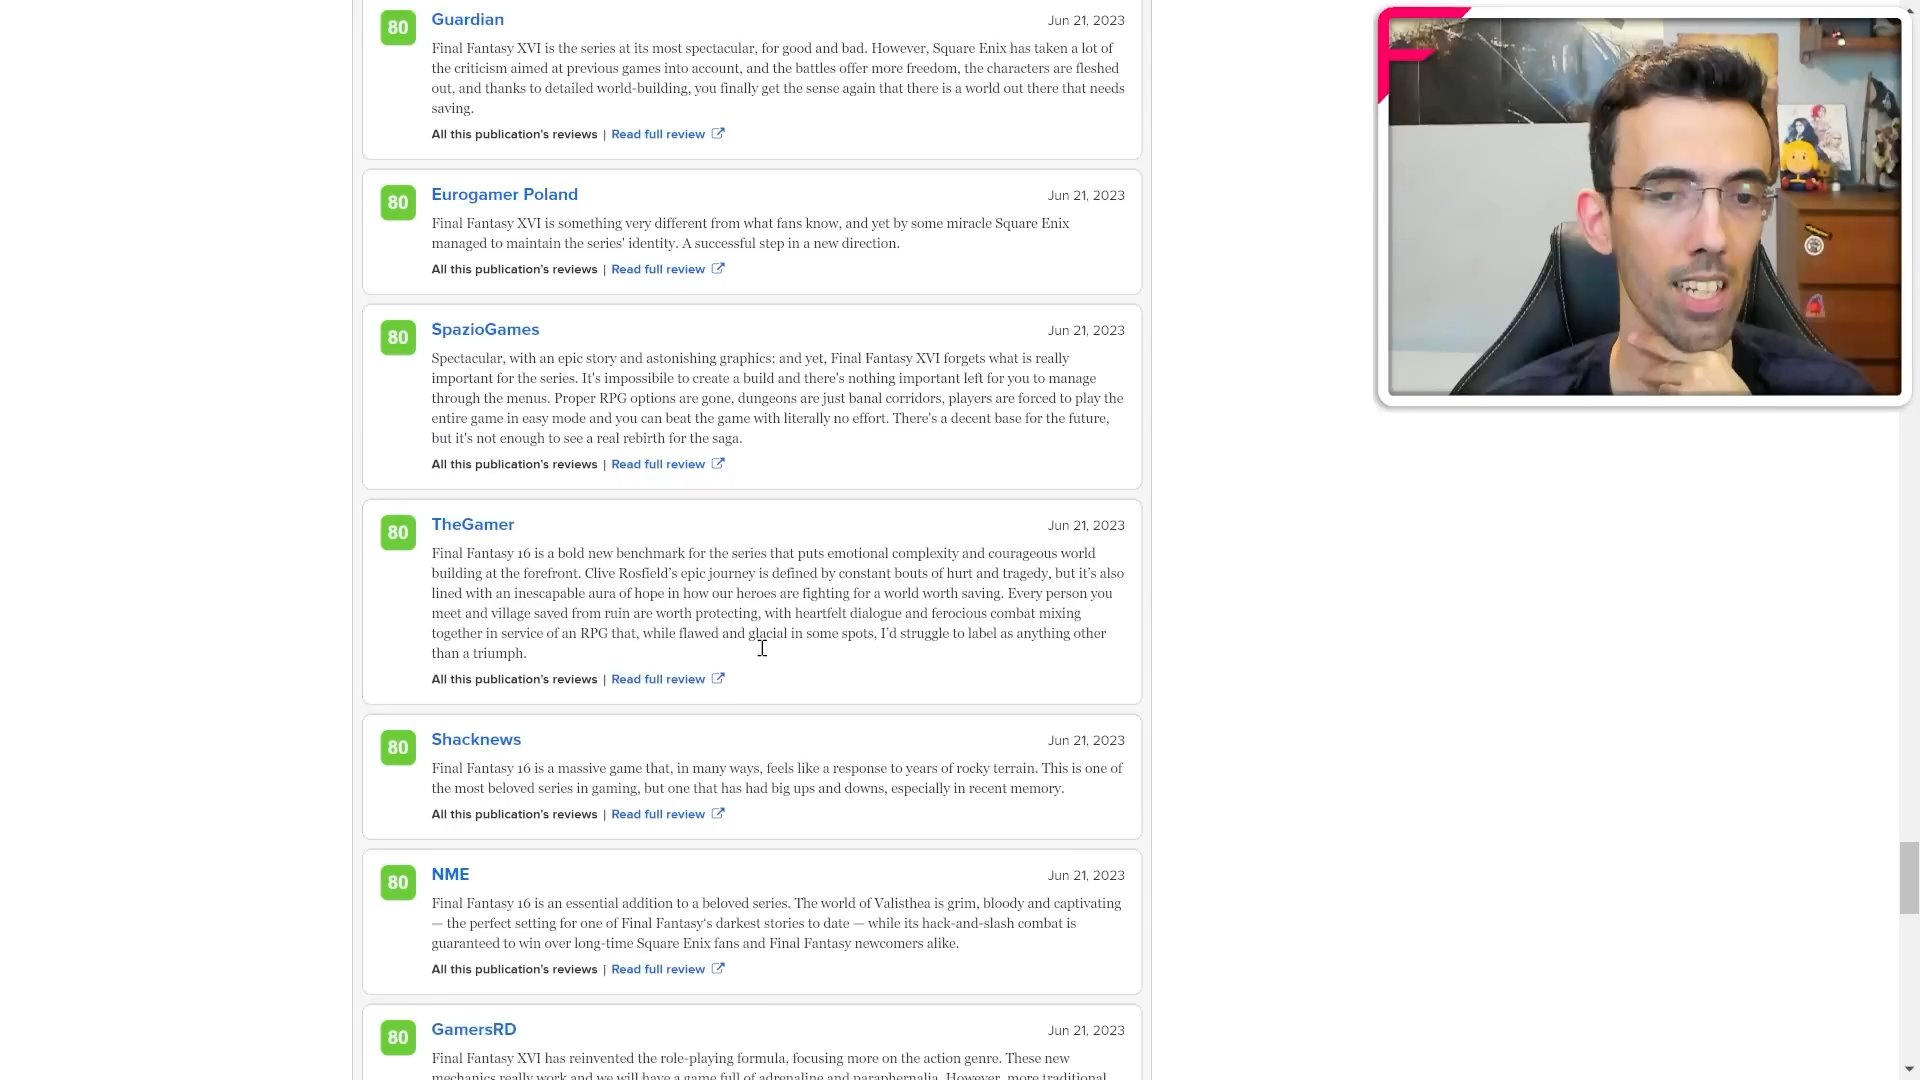 80
Guardian
Jun 21, 2023
Final Fantasy XVI is the series at its most spectacular, for good and bad. However, Square Enix has taken a lot of
the criticism aimed at previous games into account, and the battles offer more freedom, the characters are fleshed
out, and thanks to detailed world-building, you finally get the sense again that there is a world out there that needs
saving.
All this publication's reviews | Read full review
80
Eurogamer Poland
Jun 21, 2023
Final Fantasy XVI is something very different from what fans know, and yet by some miracle Square Enix
managed to maintain the series' identity. A successful step in a new direction.
All this publication's reviews | Read full review
80
SpazioGames
Jun 21, 2023
Spectacular, with an epic story and astonishing graphics: and yet, Final Fantasy XVI forgets what is really
important for the series. It's impossibile to create a build and there's nothing important left for you to manage
through the menus. Proper RPG options are gone, dungeons are just banal corridors, players are forced to play the
entire game in easy mode and you can beat the game with literally no effort. There's a decent base for the future,
but it's not enough to see a real rebirth for the saga.
All this publication's reviews | Read full review
80
TheGamer
Jun 21, 2023
Final Fantasy 16 is a bold new benchmark for the series that puts emotional complexity and courageous world
building at the forefront. Clive Rosfield’s epic journey is defined by constant bouts of hurt and tragedy, but it’s also
lined with an inescapable aura of hope in how our heroes are fighting for a world worth saving. Every person you
meet and village saved from ruin are worth protecting, with heartfelt dialogue and ferocious combat mixing
together in service of an RPG that, while flawed and glacial in some spots, I’d struggle to label as anything other
than a triumph.
All this publication's reviews | Read full review
80
Shacknews
Jun 21, 2023
Final Fantasy 16 is a massive game that, in many ways, feels like a response to years of rocky terrain. This is one of
the most beloved series in gaming, but one that has had big ups and downs, especially in recent memory.
All this publication's reviews | Read full review
80
NME
Jun 21, 2023
Final Fantasy 16 is an essential addition to a beloved series. The world of Valisthea is grim, bloody and captivating
— the perfect setting for one of Final Fantasy‘s darkest stories to date — while its hack-and-slash combat is
guaranteed to win over long-time Square Enix fans and Final Fantasy newcomers alike.
All this publication's reviews | Read full review
80
GamersRD
Jun 21, 2023
Final Fantasy XVI has reinvented the role-playing formula, focusing more on the action genre. These new
mechanics really work and we will have a game full of adrenaline and paraphernalia. However, more traditional